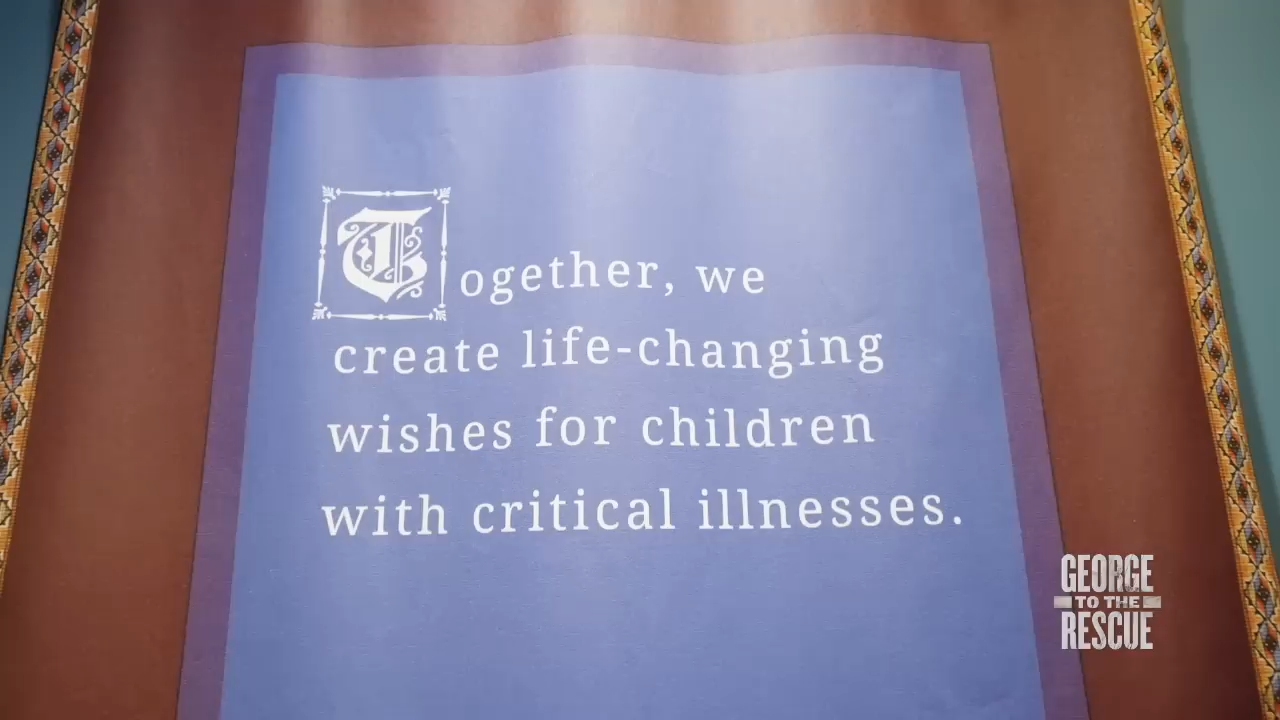 Together, we
create life-changing
wishes for children
with critical illnesses.
GEORGE
TO THE
RESCUE